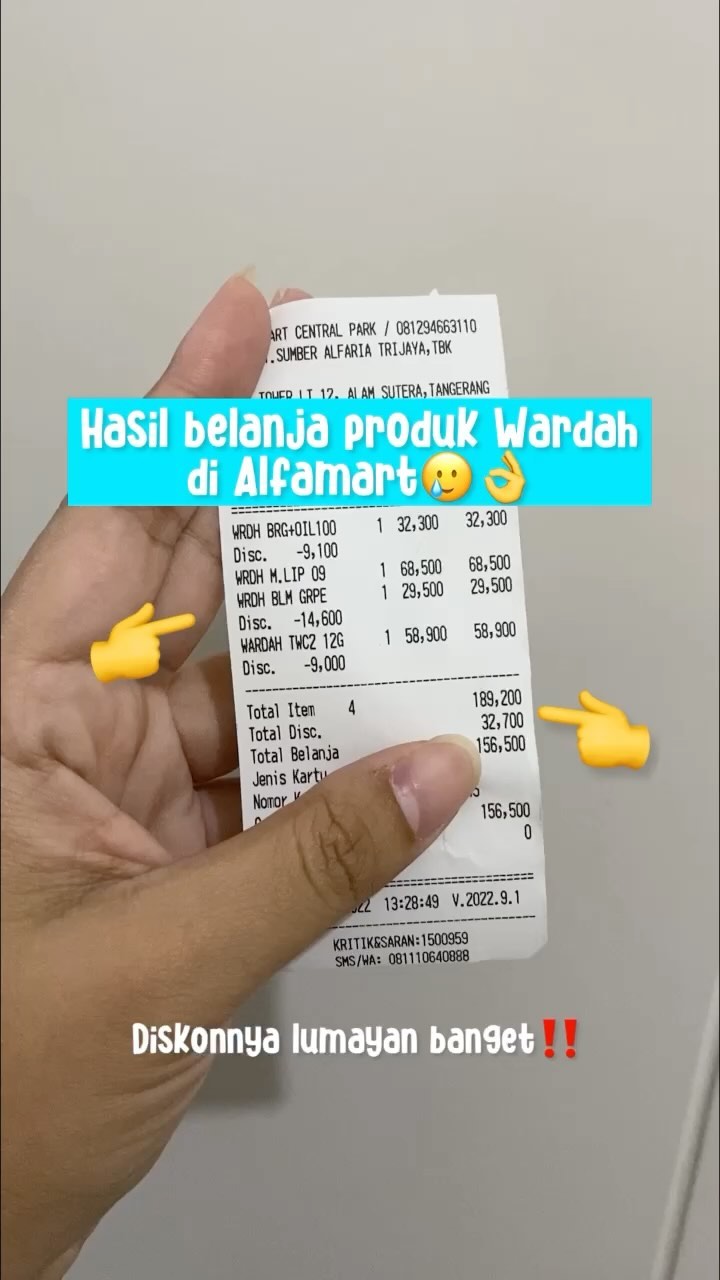 ART CENTRAL PARK / 081294663110
.SUMBER ALFARIA TRIJAYA,TBK
LT 12, ALAM SUTERA,TANGERANG
Hasil belanja produk Wardah
di Alfamart🥲👌
WRDH BRG+OIL100 1 32,300 32,300
Disc. -9,100
WRDH M.LIP 09 1 68,500 68,500
WRDH BLM GRPE 1 29,500 29,500
Disc. -14,600
WARDAH TWC2 12G 1 58,900 58,900
Disc. -9,000
Total Item 4 189,200
Total Disc. 32,700
Total Belanja 156,500
Jenis Kartu
Nomor
156,500
0
22 13:28:49 V.2022.9.1
KRITIK&SARAN:1500959
SMS/WA: 081110640888
Diskonnya lumayan banget‼️